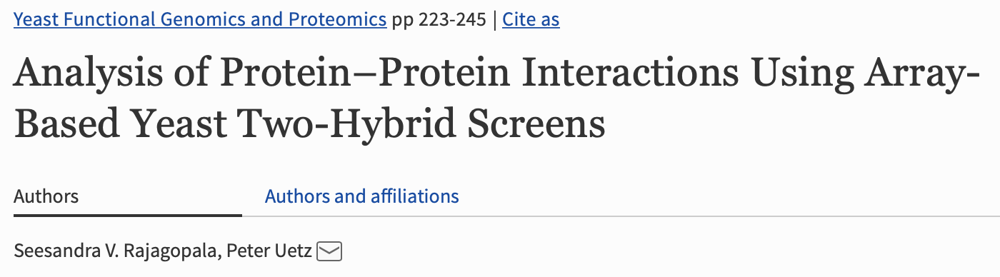 Yeast Functional Genomics and Proteomics pp 223-245 | Cite as
Analysis of Protein–Protein Interactions Using Array-
Based Yeast Two-Hybrid Screens
Authors Authors and affiliations
Seesandra V. Rajagopala, Peter Uetz